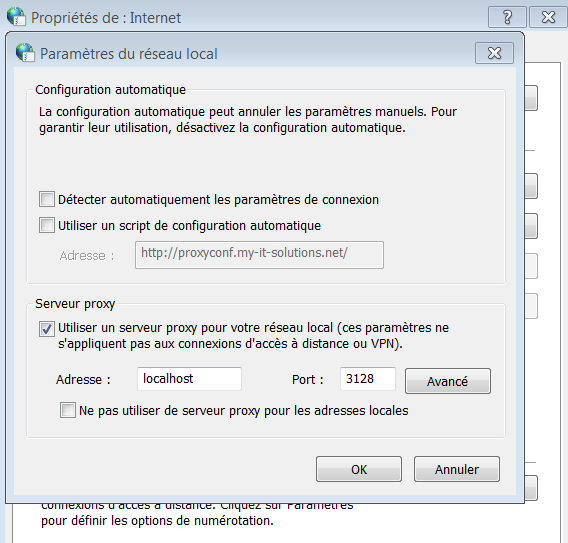 Propriétés de : Internet
Paramètres du réseau local
Configuration automatique
La configuration automatique peut annuler les paramètres manuels. Pour
garantir leur utilisation, désactivez la configuration automatique.
Détecter automatiquement les paramètres de connexion
Utiliser un script de configuration automatique
Adresse : http://proxyconf.my-it-solutions.net/
Serveur proxy
Utiliser un serveur proxy pour votre réseau local (ces paramètres ne
s'appliquent pas aux connexions d'accès à distance ou VPN).
Adresse : localhost Port : 3128 Avancé
Ne pas utiliser de serveur proxy pour les adresses locales
OK Annuler
connexions d'accès à distance. Cliquez sur Paramètres
pour définir les options de numérotation.